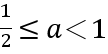 1/2 ≤ a < 1